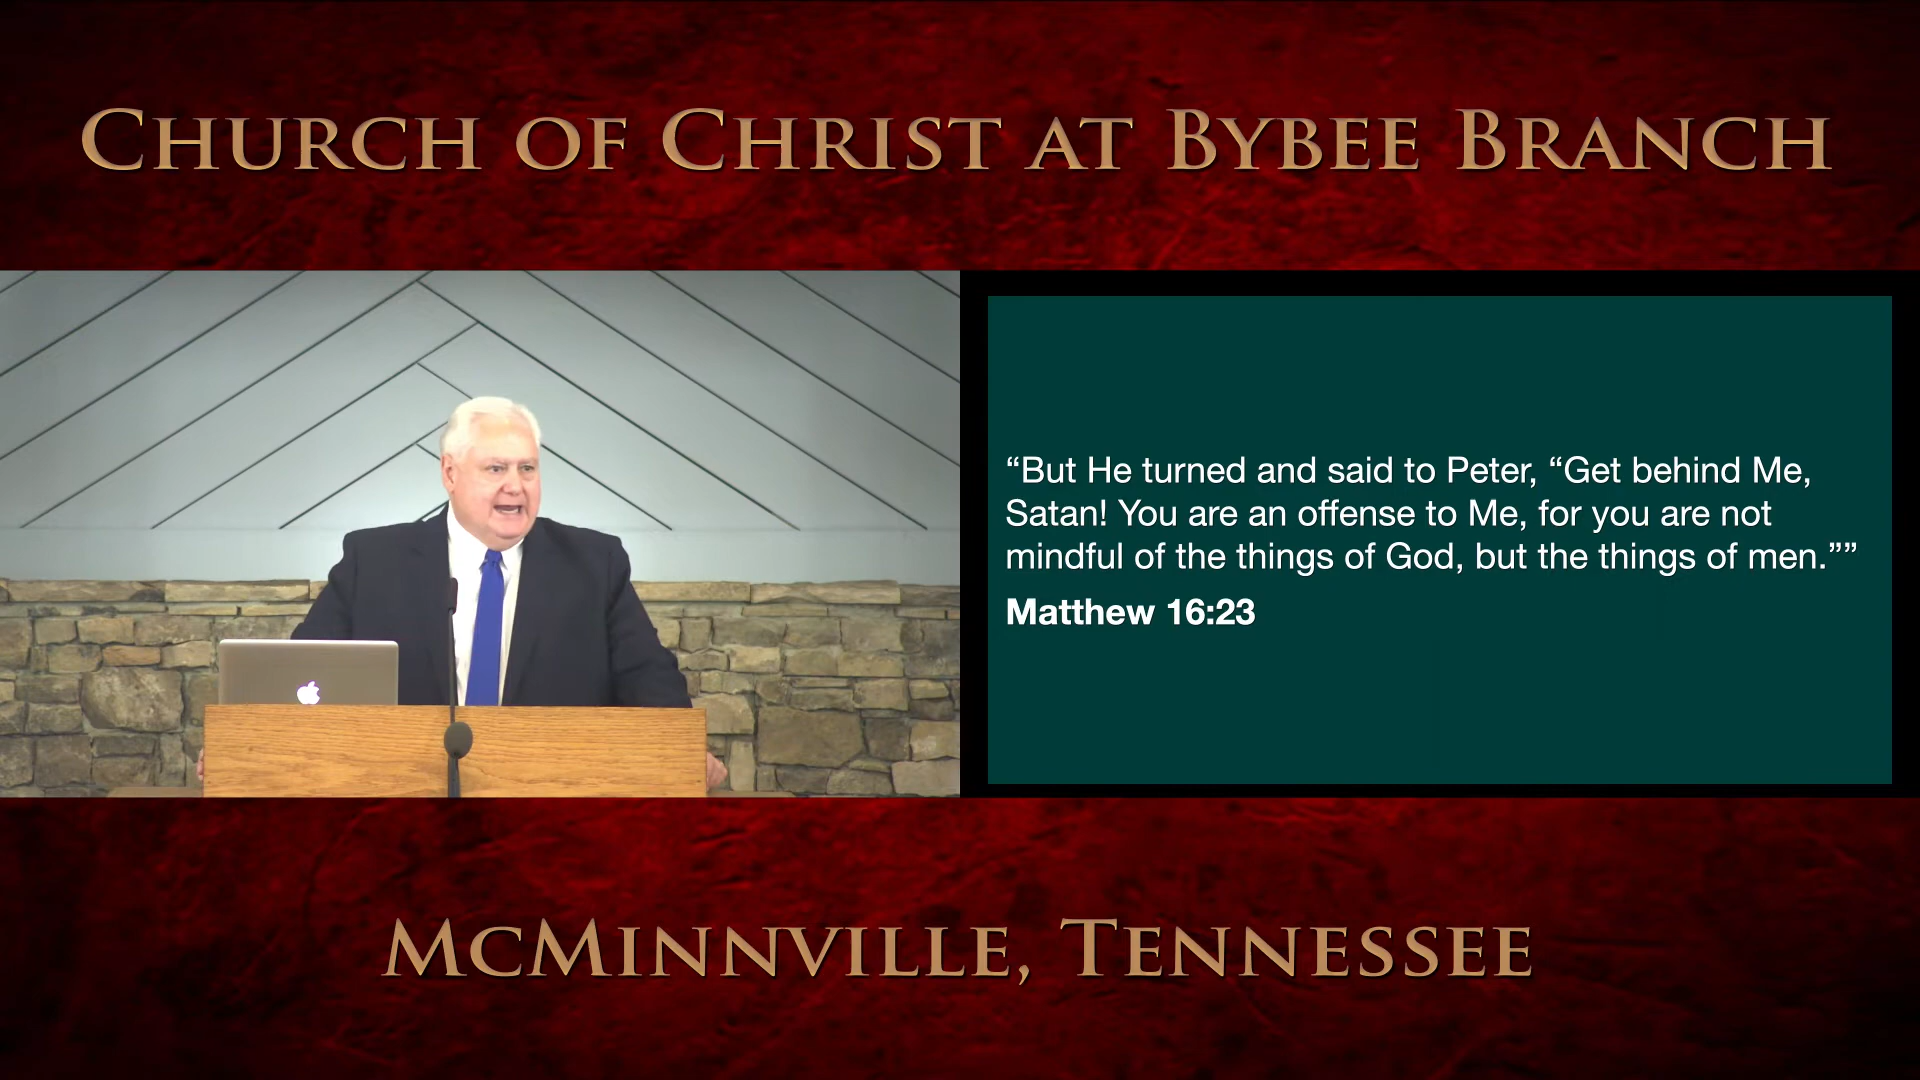 CHURCH OF CHRIST AT BYBEE BRANCH
“But He turned and said to Peter, “Get behind Me,
Satan! You are an offense to Me, for you are not
mindful of the things of God, but the things of men.””
Matthew 16:23
MCMINNVILLE, TENNESSEE